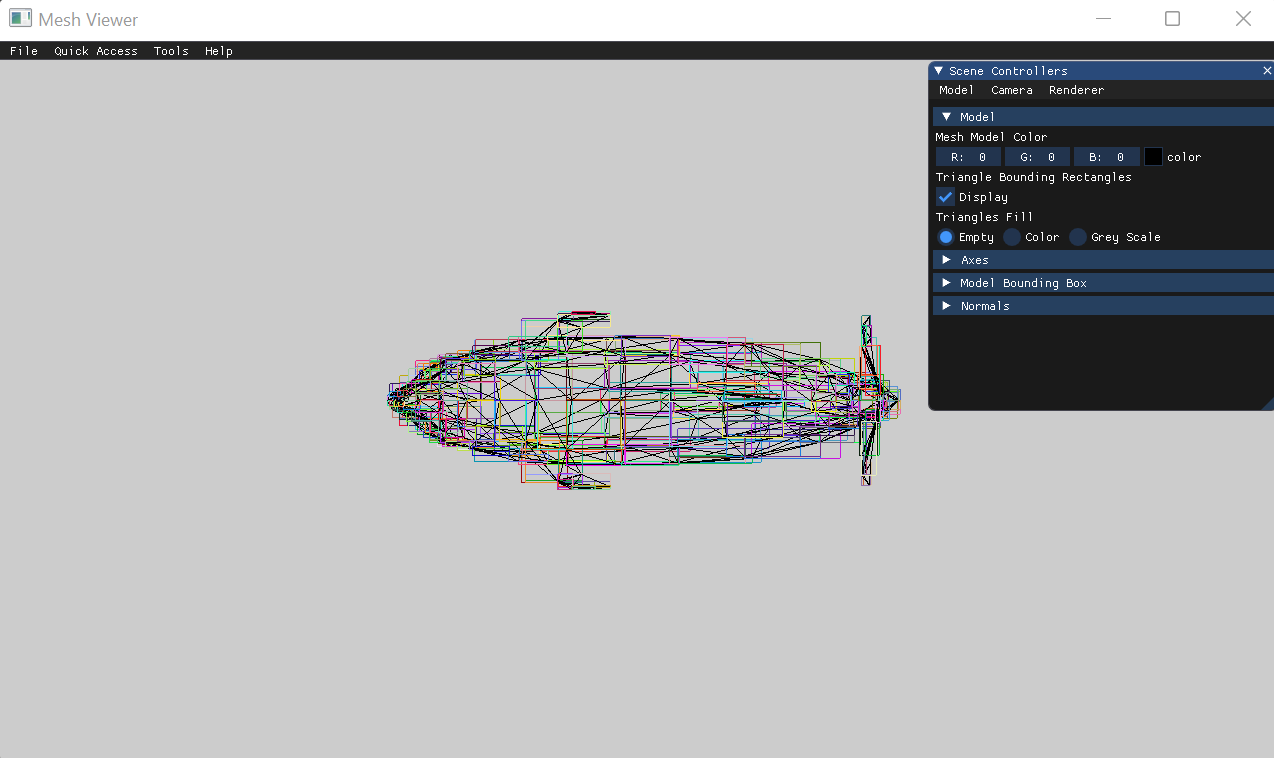 Mesh Viewer
File Quick Access Tools Help
Scene Controllers
Model Camera Renderer
Model
Mesh Model Color
R: 0 G: 0 B: 0 color
Triangle Bounding Rectangles
Display
Triangles Fill
Empty Color Grey Scale
Axes
Model Bounding Box
Normals